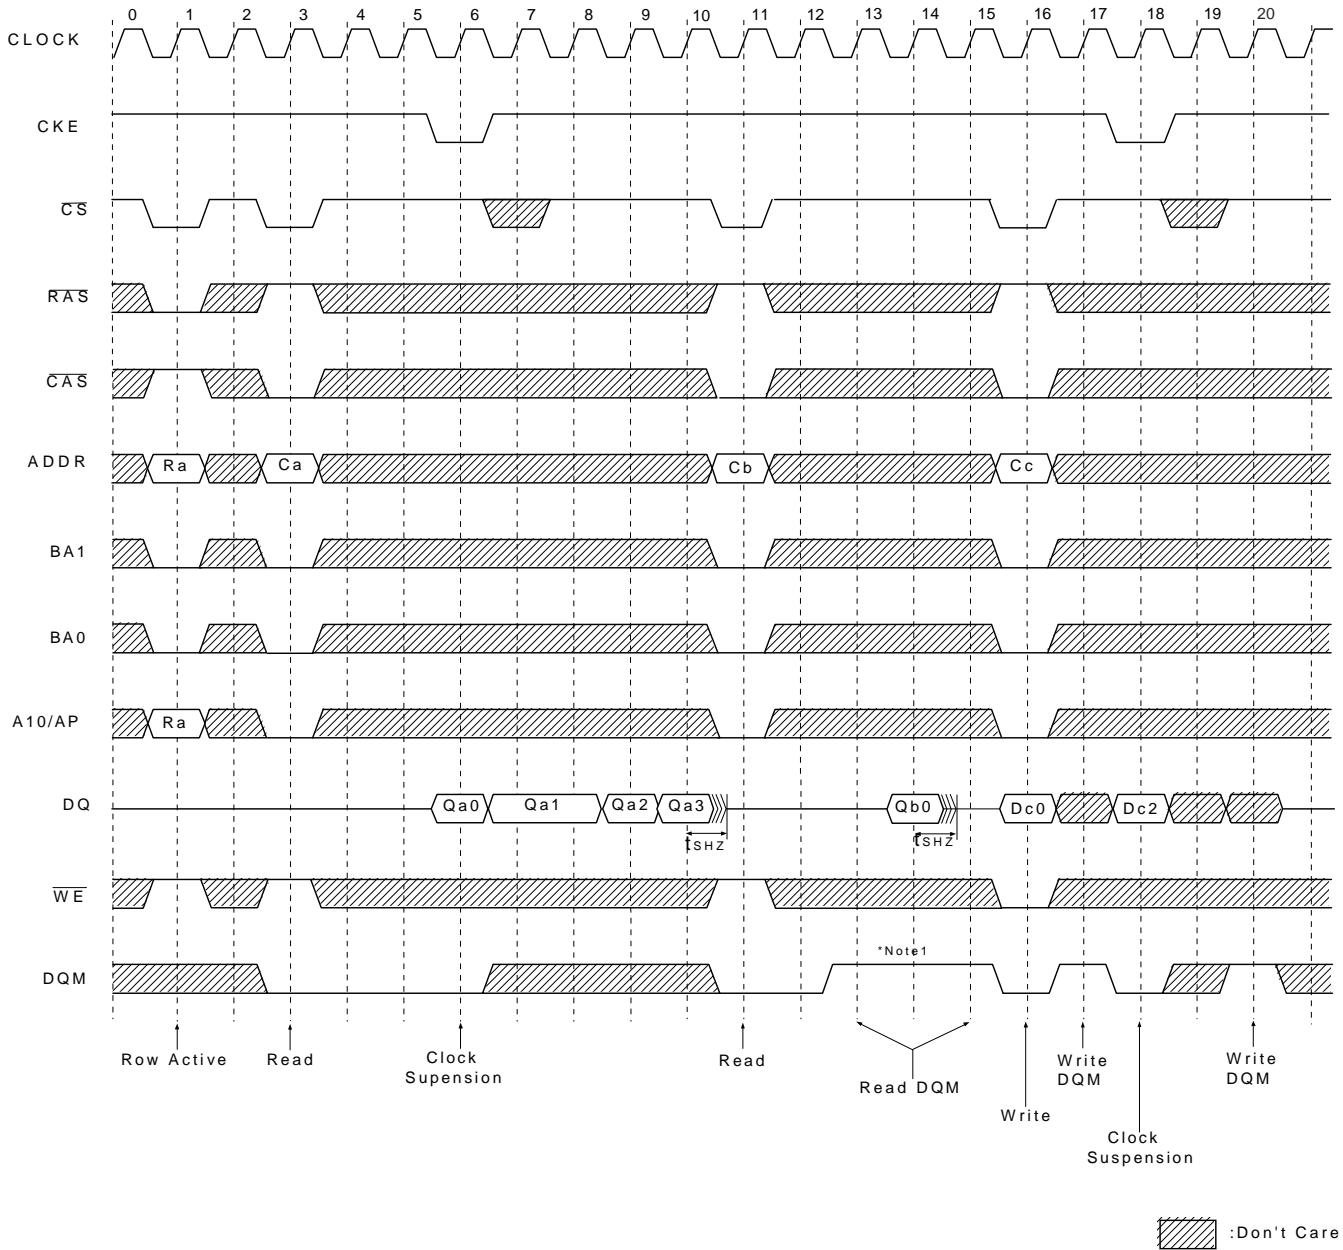 0 1 2 3 4 5 6 7 8 9 10 11 12 13 14 15 16 17 18 19 20
CLOCK
CKE
CS
RAS
CAS
ADDR Ra Ca Cb Cc
BA1
BA0
A10/AP Ra
DQ Qa0 Qa1 Qa2 Qa3 Qb0 Dc0 Dc2
tSHZ tSHZ
WE
*Note1
DQM
Row Active Read Clock Supension Read Read DQM Write Write DQM Clock Suspension Write DQM
:Don't Care